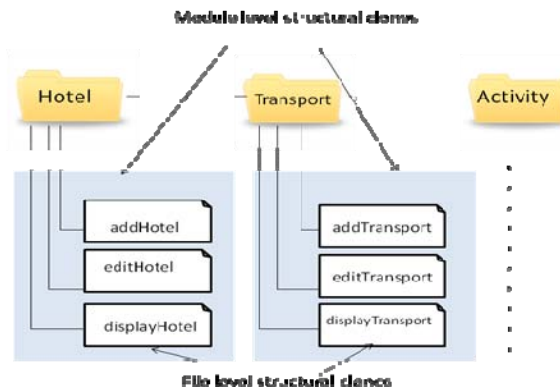 Module level structural clones
Hotel
Transport
Activity
addHotel
addTransport
editHotel
editTransport
displayHotel
displayTransport
File level structural clones